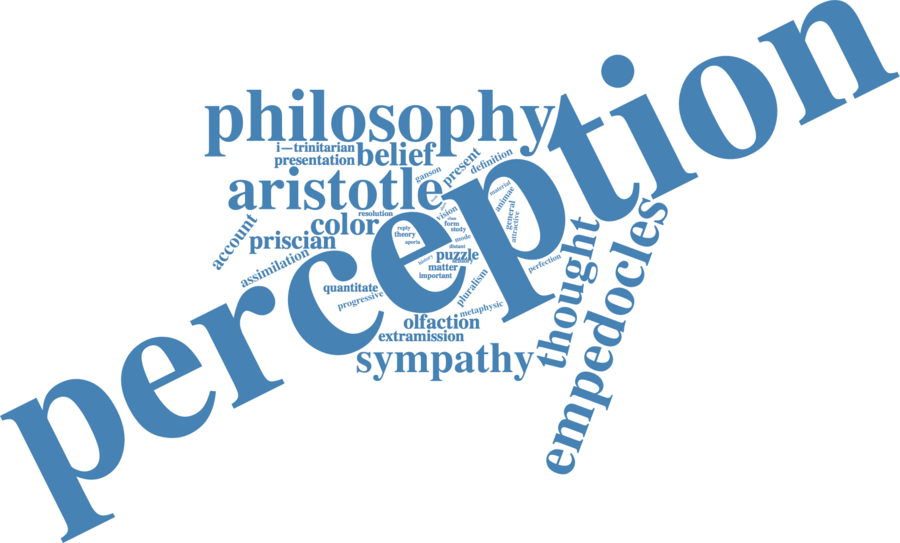 perception
philosophy
i—trinitarian
presentation
belief
aristotle
ganson
present
definition
resolution
color
account
priscian
assimilation
reply
theory
aporia
history
vision
form
study
mode
distant
puzzle
matter
important
material
animae
general
attractive
quantitate
progressive
pluralism
metaphysic
perfection
olfaction
extramission
sympathy
thought
empedocles